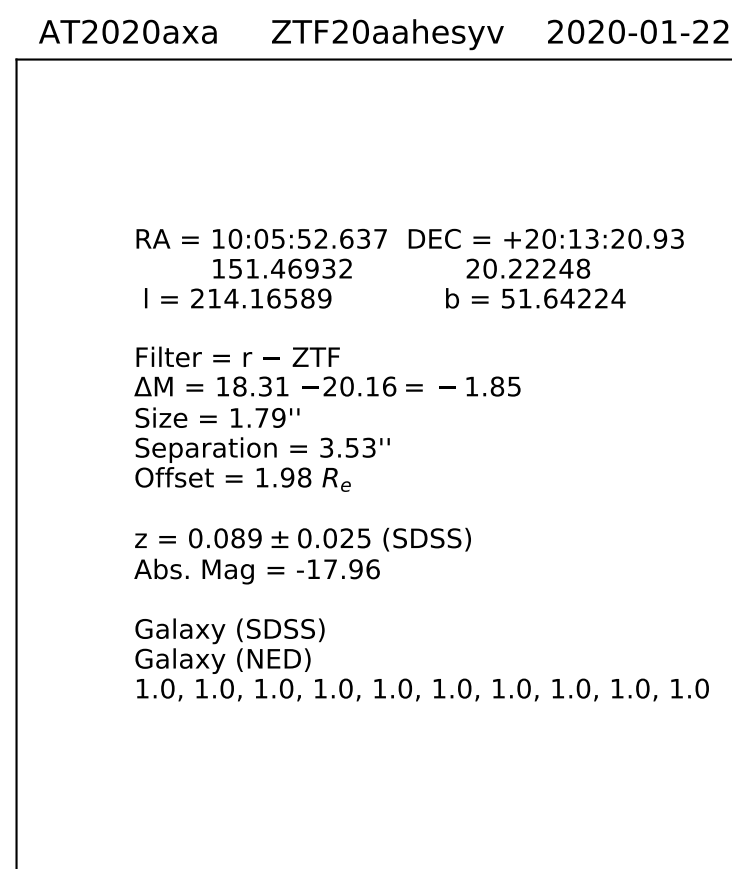 AT2020axa ZTF20aahesyv 2020-01-22
RA = 10:05:52.637 DEC = +20:13:20.93
151.46932 20.22248
l = 214.16589 b = 51.64224
Filter = r − ZTF
ΔM = 18.31 −20.16 = −1.85
Size = 1.79''
Separation = 3.53''
Offset = 1.98 Re
z = 0.089 ± 0.025 (SDSS)
Abs. Mag = -17.96
Galaxy (SDSS)
Galaxy (NED)
1.0, 1.0, 1.0, 1.0, 1.0, 1.0, 1.0, 1.0, 1.0, 1.0